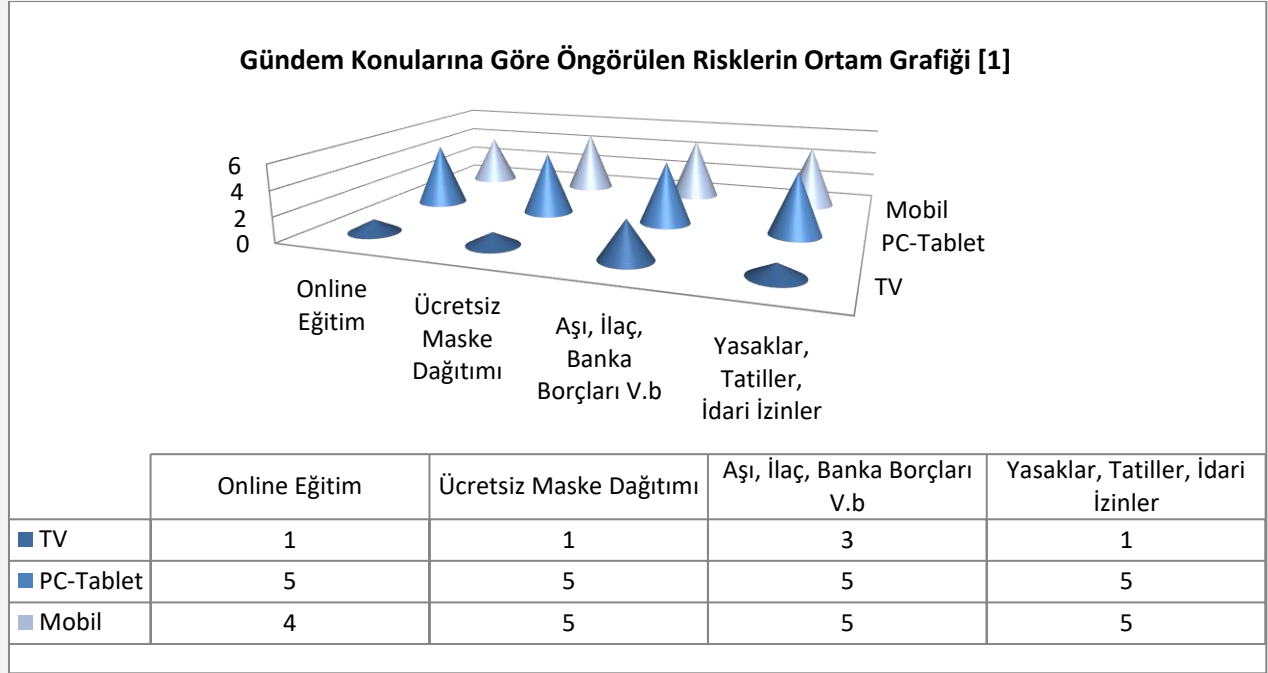 Gündem Konularına Göre Öngörülen Risklerin Ortam Grafiği [1]
6
4
2
0
Mobil
PC-Tablet
TV
Online
Eğitim
Ücretsiz
Maske
Dağıtımı
Aşı, İlaç,
Banka
Borçları V.b
Yasaklar,
Tatiller,
İdari İzinler
Online Eğitim Ücretsiz Maske Dağıtımı Aşı, İlaç, Banka Borçları
V.b Yasaklar, Tatiller, İdari
İzinler
TV 1 1 3 1
PC-Tablet 5 5 5 5
Mobil 4 5 5 5